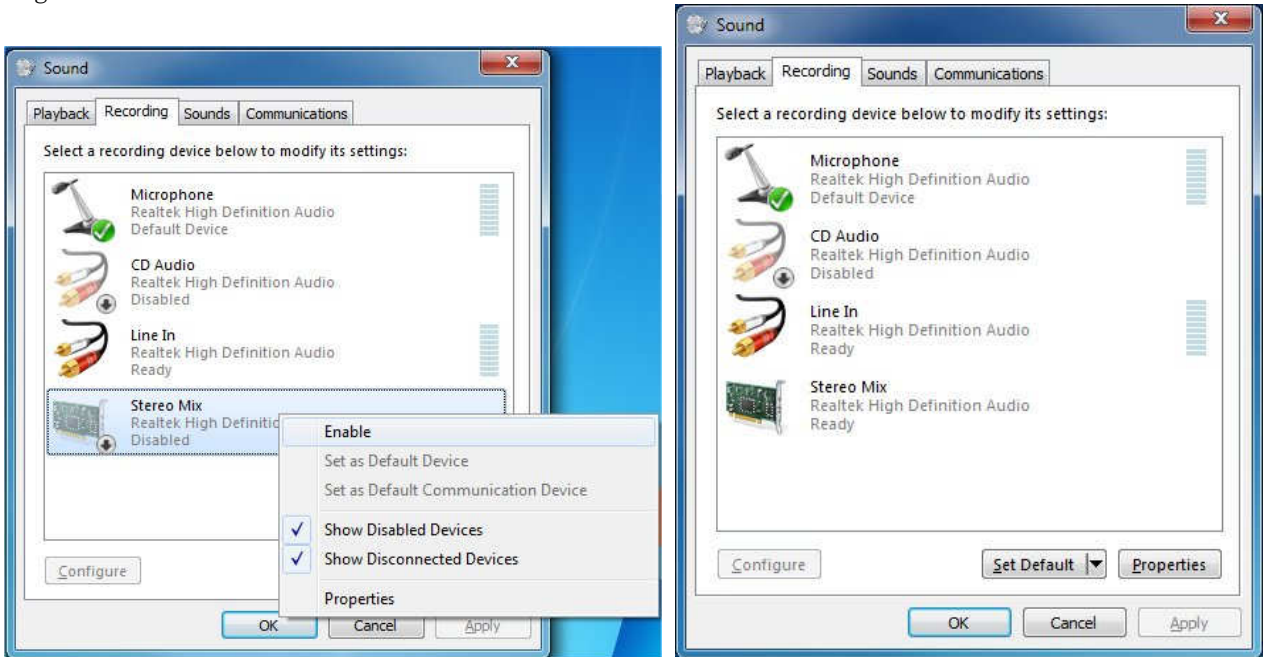 Sound
Playback Recording Sounds Communications
Select a recording device below to modify its settings:
Microphone
Realtek High Definition Audio
Default Device
CD Audio
Realtek High Definition Audio
Disabled
Line In
Realtek High Definition Audio
Ready
Stereo Mix
Realtek High Definitio
Disabled
Enable
Set as Default Device
Set as Default Communication Device
Show Disabled Devices
Show Disconnected Devices
Properties
Configure
OK Cancel Apply
Sound
Playback Recording Sounds Communications
Select a recording device below to modify its settings:
Microphone
Realtek High Definition Audio
Default Device
CD Audio
Realtek High Definition Audio
Disabled
Line In
Realtek High Definition Audio
Ready
Stereo Mix
Realtek High Definition Audio
Ready
Configure Set Default Properties
OK Cancel Apply